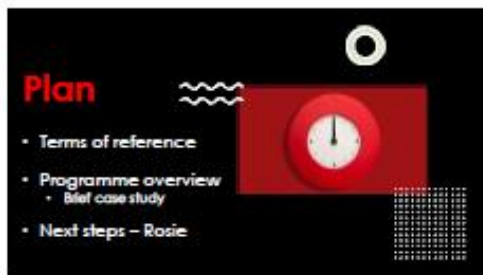 Plan
• Terms of reference
• Programme overview
• Brief case study
• Next steps – Rosie